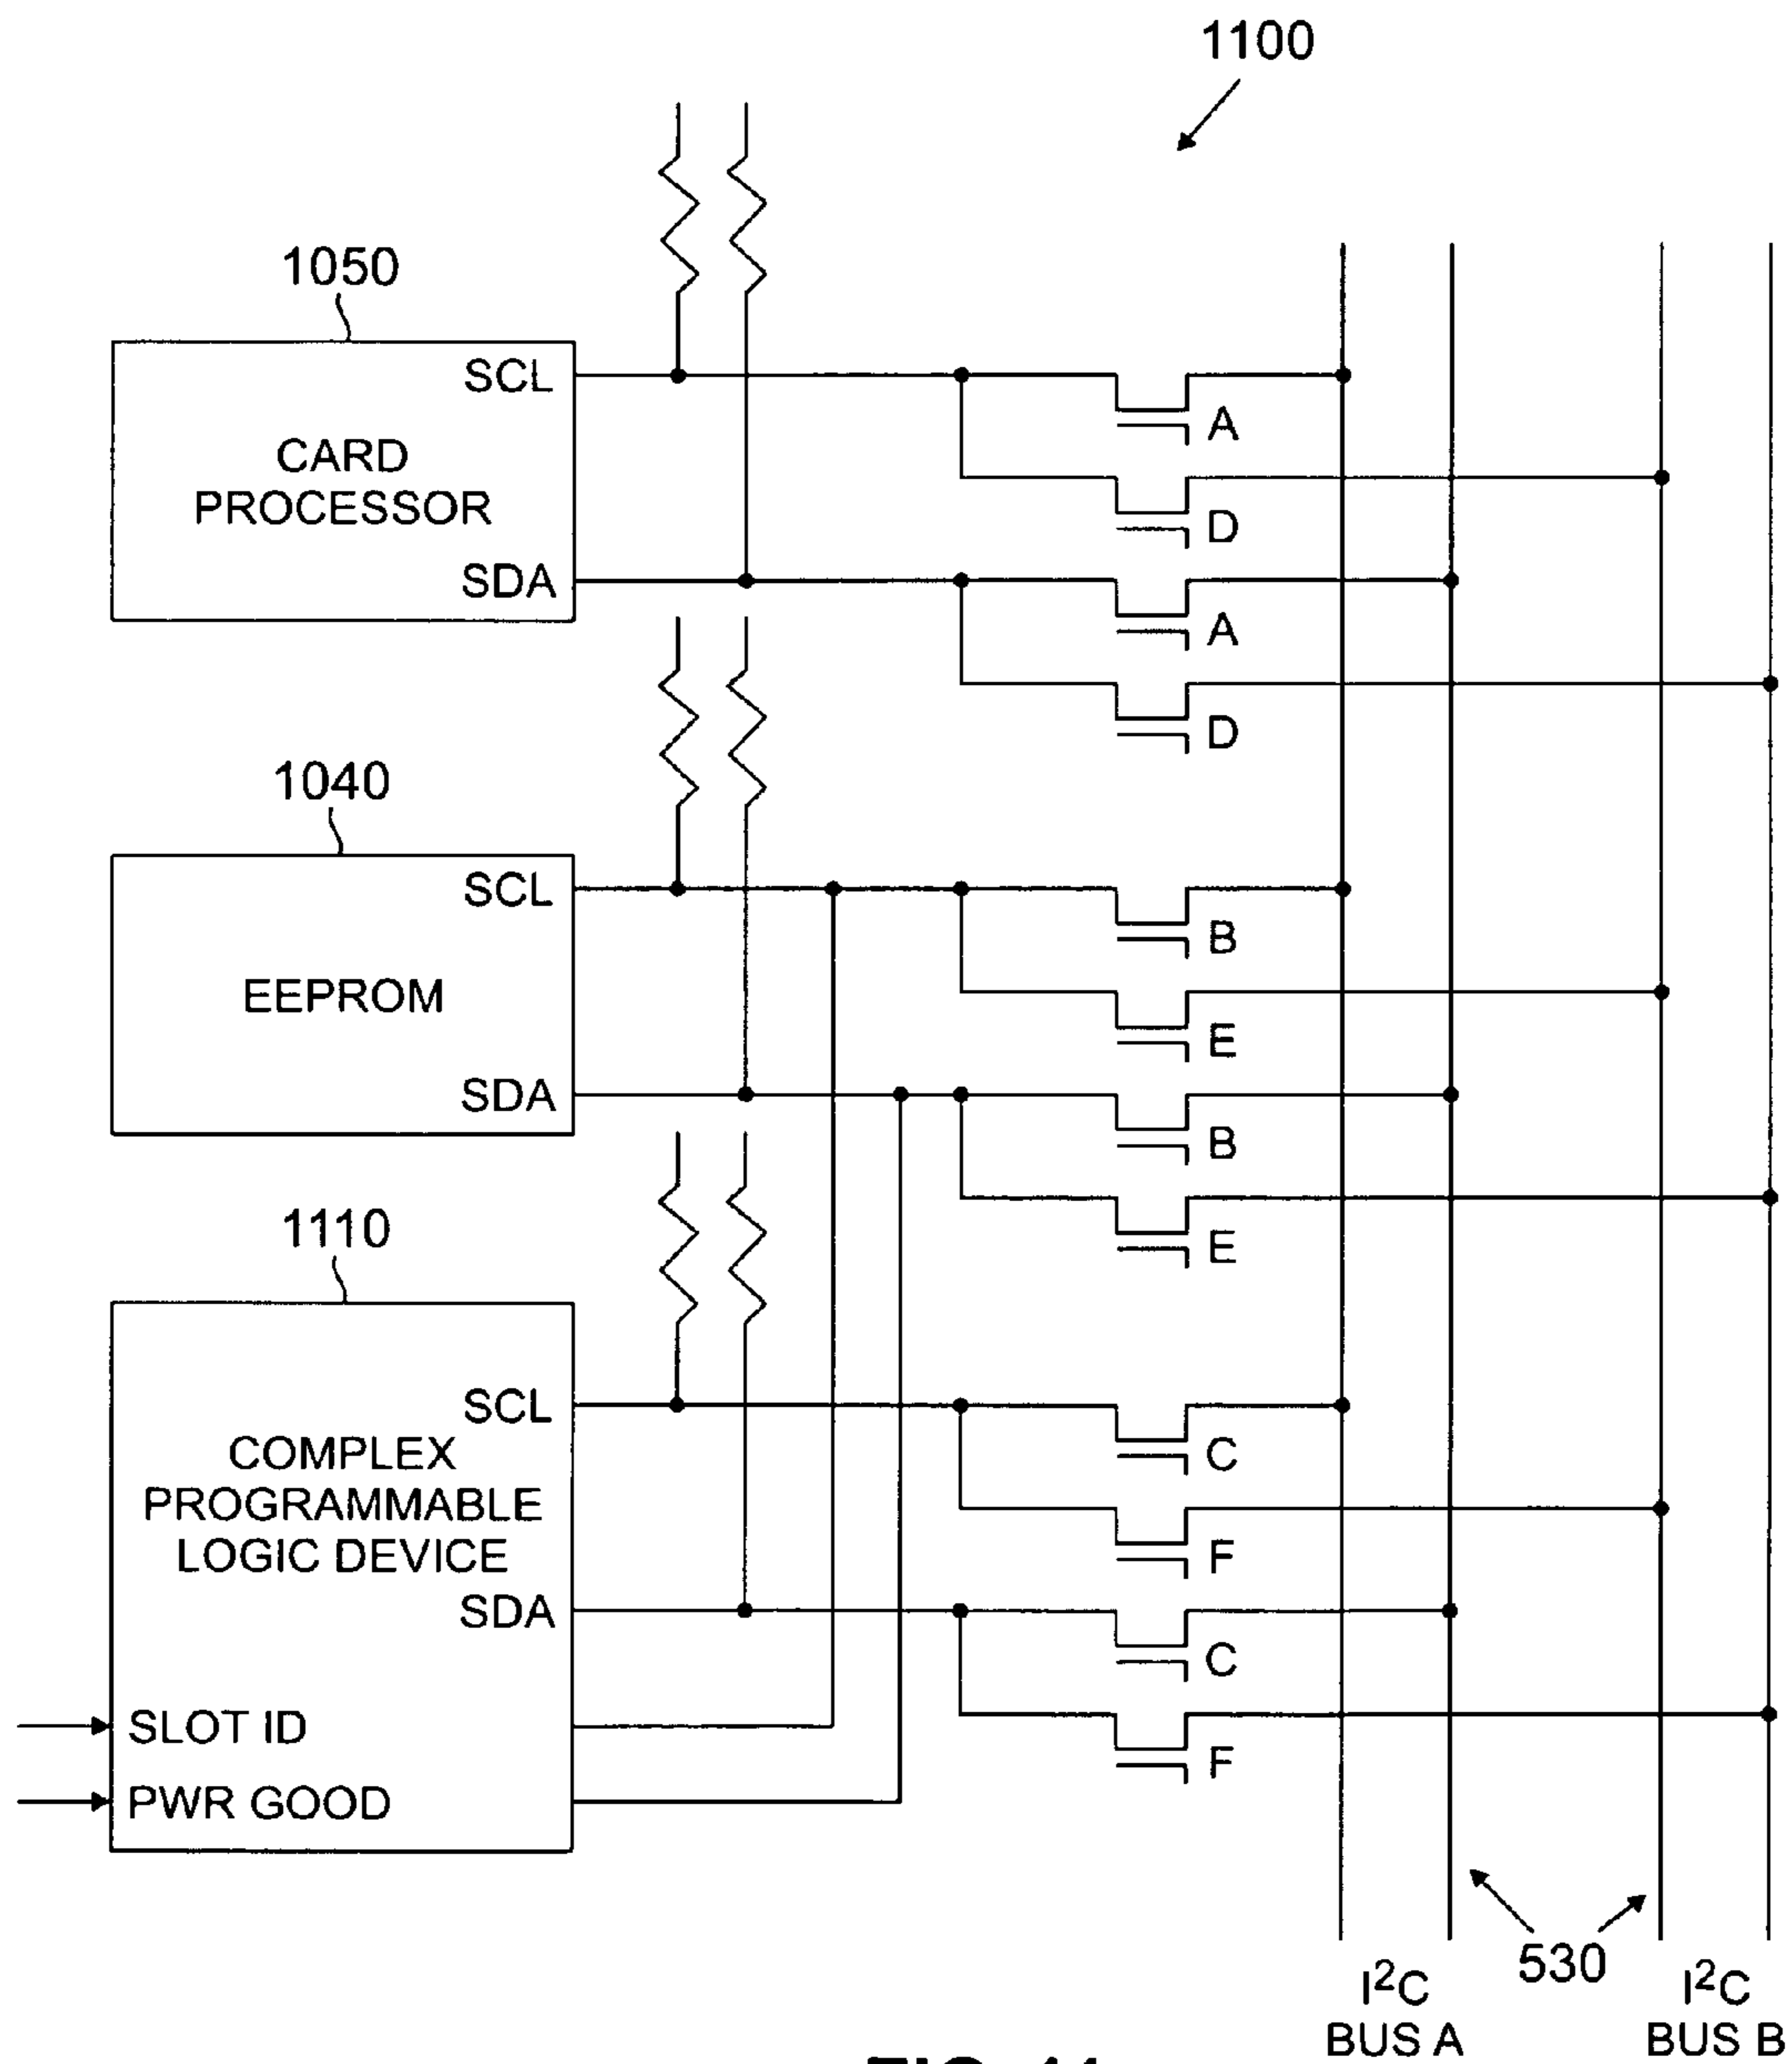 1100
1050
SCL
CARD
PROCESSOR
SDA
A
D
A
D
1040
SCL
EEPROM
SDA
B
E
B
E
1110
SCL
COMPLEX
PROGRAMMABLE
LOGIC DEVICE
SDA
SLOT ID
PWR GOOD
C
F
C
F
530
I²C
BUS A
I²C
BUS B